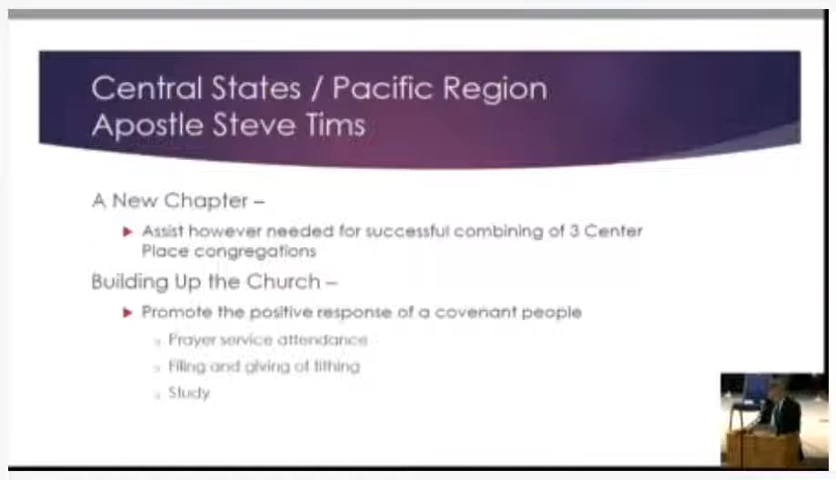 Central States / Pacific Region
Apostle Steve Tims
A New Chapter –
Assist however needed for successful combining of 3 Center
Place congregations
Building Up the Church –
Promote the positive response of a covenant people
Prayer service attendance
Filing and giving of tithing
Study